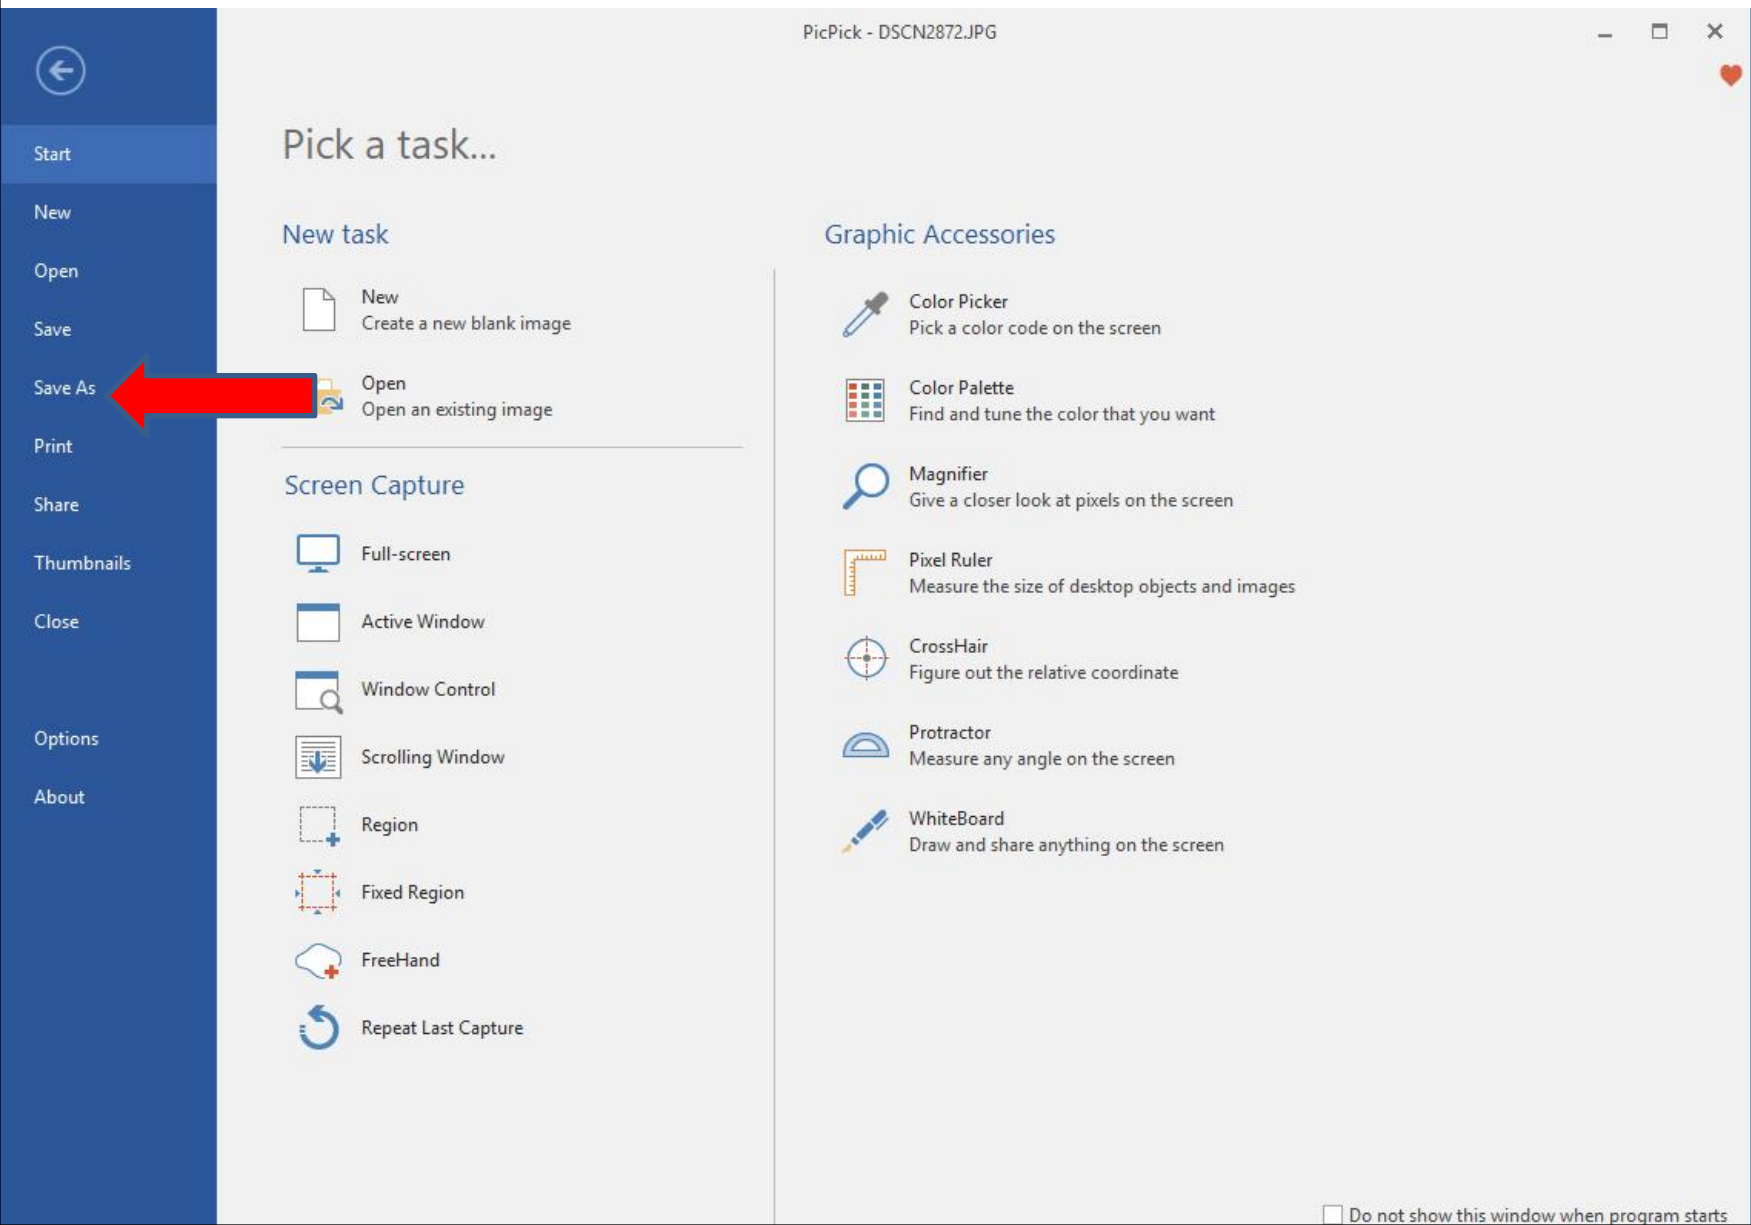 PicPick - DSCN2872.JPG
Start
New
Open
Save
Save As
Print
Share
Thumbnails
Close
Options
About
Pick a task...
New task
New
Create a new blank image
Open
Open an existing image
Screen Capture
Full-screen
Active Window
Window Control
Scrolling Window
Region
Fixed Region
FreeHand
Repeat Last Capture
Graphic Accessories
Color Picker
Pick a color code on the screen
Color Palette
Find and tune the color that you want
Magnifier
Give a closer look at pixels on the screen
Pixel Ruler
Measure the size of desktop objects and images
CrossHair
Figure out the relative coordinate
Protractor
Measure any angle on the screen
WhiteBoard
Draw and share anything on the screen
Do not show this window when program starts